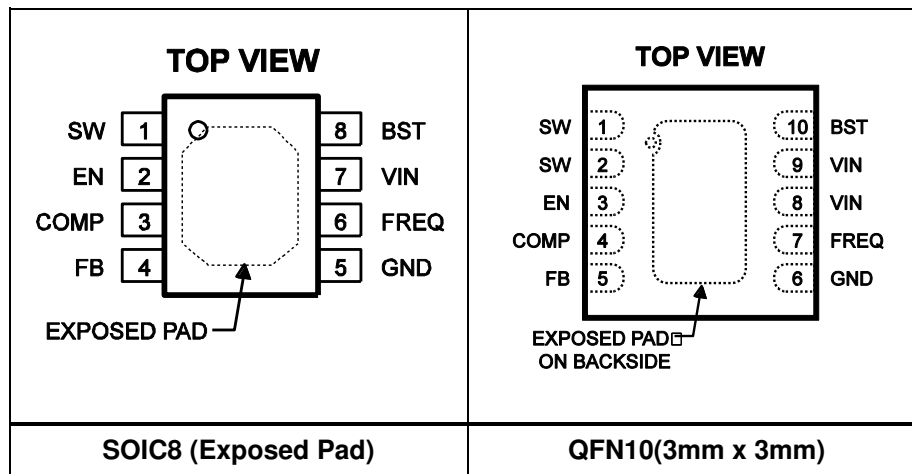 TOP VIEW
SW 1 8 BST
EN 2 7 VIN
COMP 3 6 FREQ
FB 4 5 GND
EXPOSED PAD
SOIC8 (Exposed Pad)
TOP VIEW
SW 1 10 BST
SW 2 9 VIN
EN 3 8 VIN
COMP 4 7 FREQ
FB 5 6 GND
EXPOSED PAD□
ON BACKSIDE
QFN10(3mm x 3mm)